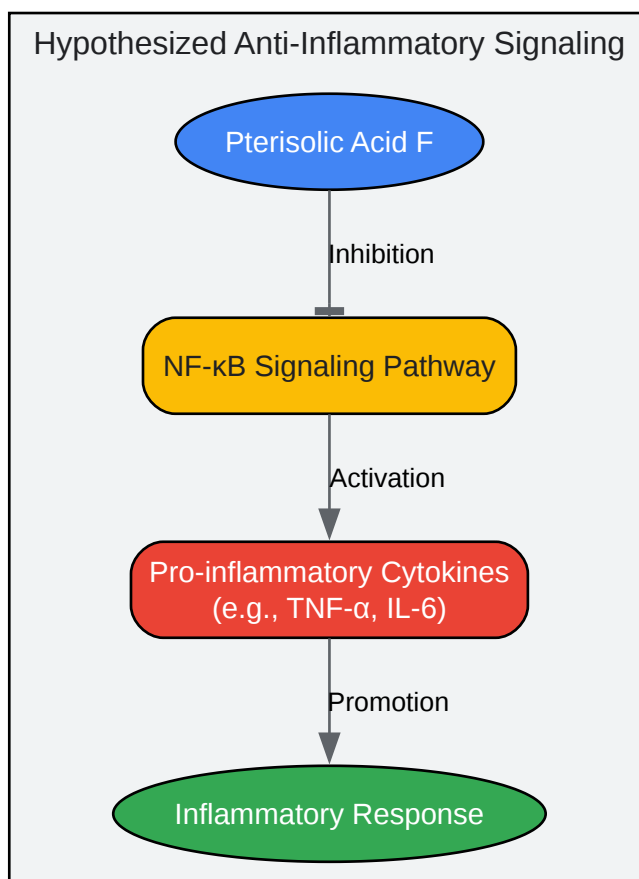 Hypothesized Anti-Inflammatory Signaling
Pterisolic Acid F
Inhibition
NF-κB Signaling Pathway
Activation
Pro-inflammatory Cytokines
(e.g., TNF-α, IL-6)
Promotion
Inflammatory Response